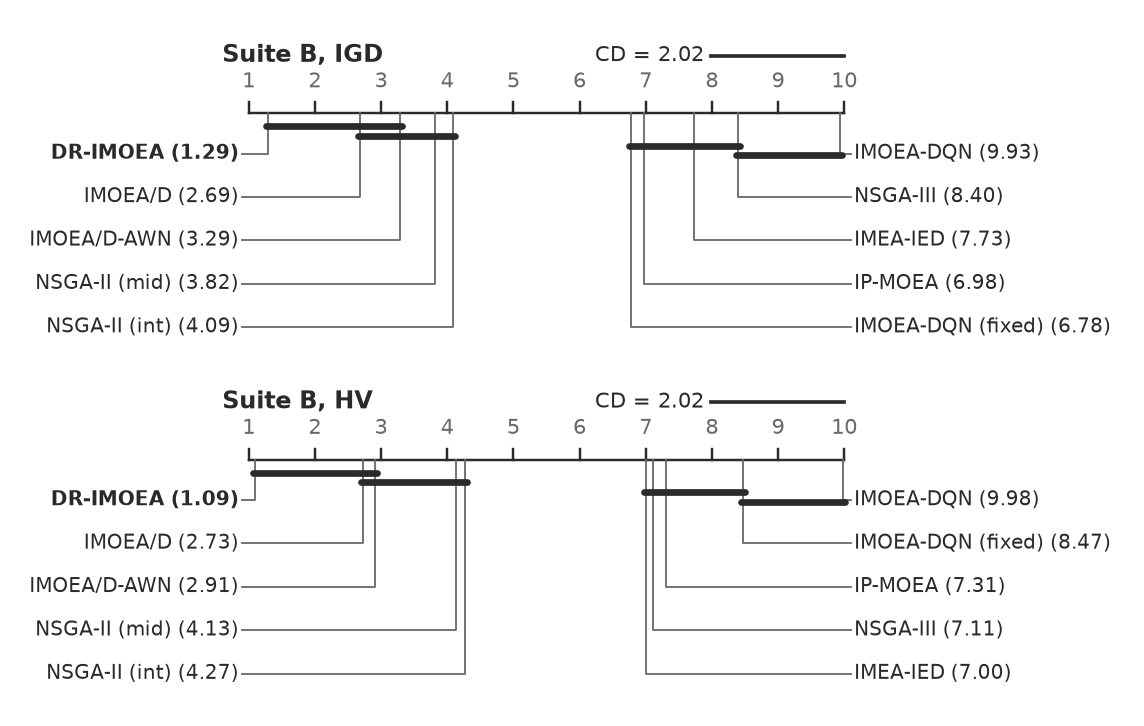 Suite B, IGD
CD = 2.02
1 2 3 4 5 6 7 8 9 10
DR-IMOEA (1.29)
IMOEA-DQN (9.93)
IMOEA/D (2.69)
NSGA-III (8.40)
IMOEA/D-AWN (3.29)
IMEA-IED (7.73)
NSGA-II (mid) (3.82)
IP-MOEA (6.98)
NSGA-II (int) (4.09)
IMOEA-DQN (fixed) (6.78)
Suite B, HV
CD = 2.02
1 2 3 4 5 6 7 8 9 10
DR-IMOEA (1.09)
IMOEA-DQN (9.98)
IMOEA/D (2.73)
IMOEA-DQN (fixed) (8.47)
IMOEA/D-AWN (2.91)
IP-MOEA (7.31)
NSGA-II (mid) (4.13)
NSGA-III (7.11)
NSGA-II (int) (4.27)
IMEA-IED (7.00)